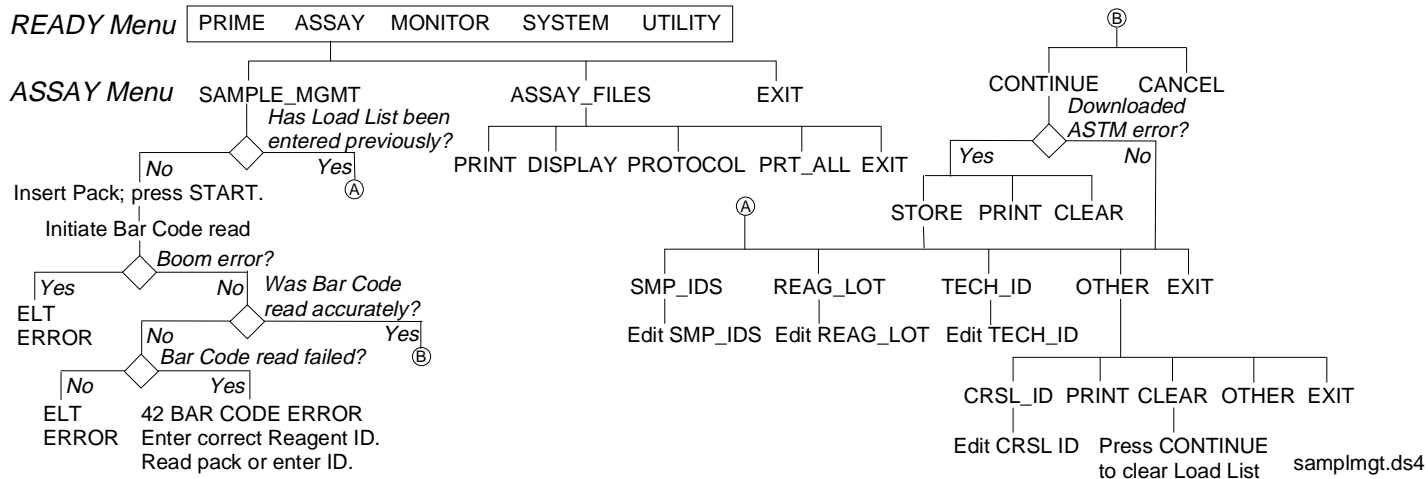 READY Menu
PRIME ASSAY MONITOR SYSTEM UTILITY
B
ASSAY Menu
SAMPLE_MGMT ASSAY_FILES EXIT
CONTINUE CANCEL
Has Load List been
entered previously?
Downloaded
ASTM error?
No Yes
A
PRINT DISPLAY PROTOCOL PRT_ALL EXIT
Yes No
Insert Pack; press START.
STORE PRINT CLEAR
Initiate Bar Code read
A
Boom error?
Yes No
ELT
ERROR
Was Bar Code
read accurately?
SMP_IDS REAG_LOT TECH_ID OTHER EXIT
Edit SMP_IDS Edit REAG_LOT Edit TECH_ID
No Yes
B
Bar Code read failed?
No Yes
ELT
ERROR
42 BAR CODE ERROR
Enter correct Reagent ID.
Read pack or enter ID.
CRSL_ID PRINT CLEAR OTHER EXIT
Edit CRSL ID
Press CONTINUE
to clear Load List
samplmgt.ds4